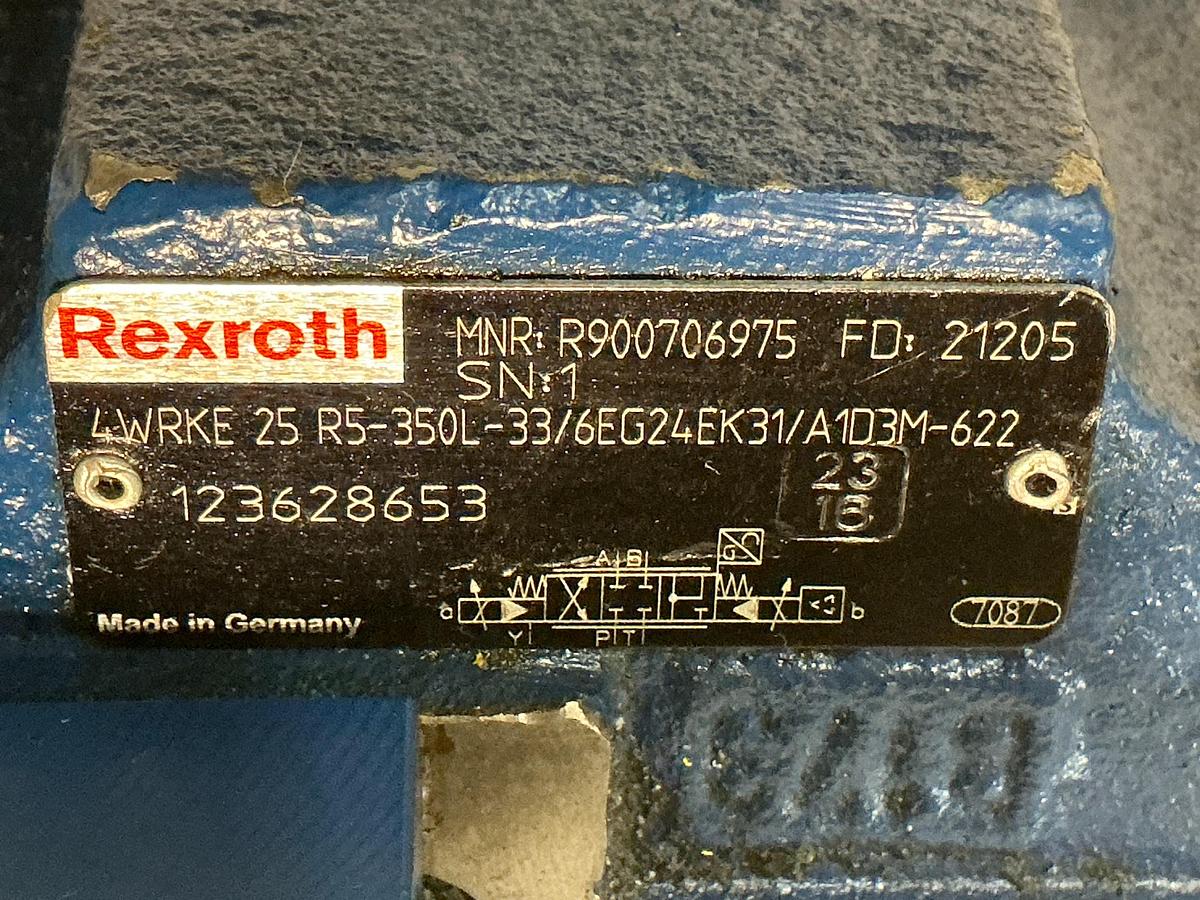 Rexroth
MNR: R900706975 FD: 21205
SN:1
4WRKE 25 R5-350L-33/6EG24EK31/A1D3M-622
23
123628653
A B
G
a
b
Y P T
Made in Germany
7087